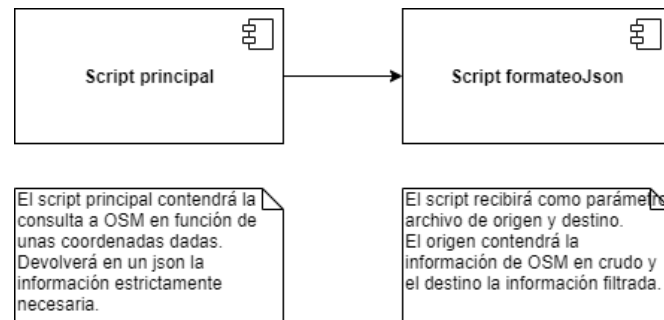 Script principal
Script formateoJson
El script principal contendrá la
consulta a OSM en función de
unas coordenadas dadas.
Devolverá en un json la
información estrictamente
necesaria.
El script recibirá como parámetro
archivo de origen y destino.
El origen contendrá la
información de OSM en crudo y
el destino la información filtrada.